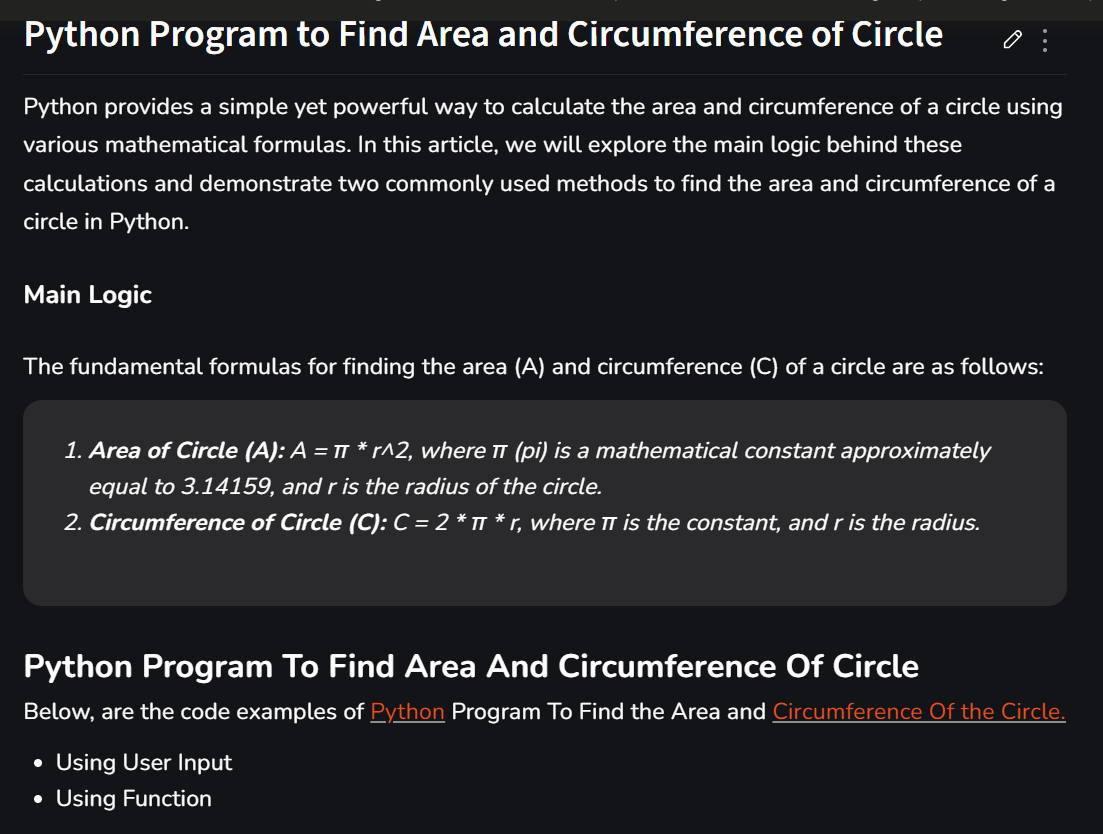 Python Program to Find Area and Circumference of Circle
Python provides a simple yet powerful way to calculate the area and circumference of a circle using
various mathematical formulas. In this article, we will explore the main logic behind these
calculations and demonstrate two commonly used methods to find the area and circumference of a
circle in Python.
Main Logic
The fundamental formulas for finding the area (A) and circumference (C) of a circle are as follows:
1. Area of Circle (A): A = π * r^2, where π (pi) is a mathematical constant approximately
equal to 3.14159, and r is the radius of the circle.
2. Circumference of Circle (C): C = 2 * π * r, where π is the constant, and r is the radius.
Python Program To Find Area And Circumference Of Circle
Below, are the code examples of Python Program To Find the Area and Circumference Of the Circle.
• Using User Input
• Using Function